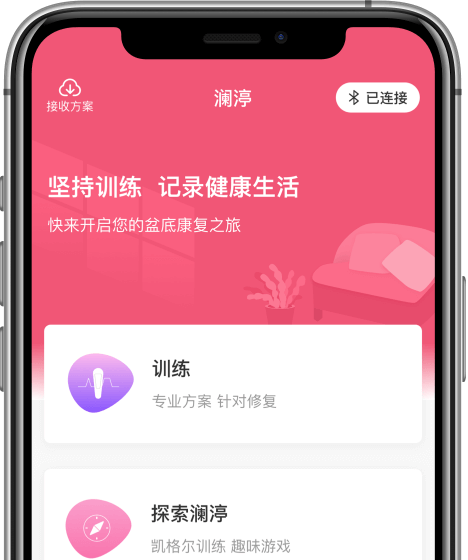 接收方案
澜渟
已连接
坚持训练 记录健康生活
快来开启您的盆底康复之旅
训练
专业方案 针对修复
探索澜渟
凯格尔训练 趣味游戏